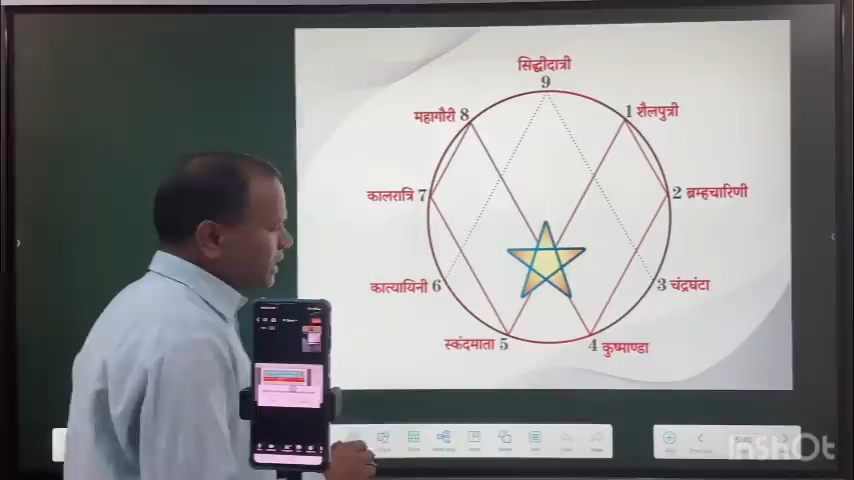 सिद्धीदात्री
9
महागौरी 8
1 शैलपुत्री
कालरात्रि 7
2 ब्रम्हचारिणी
कात्यायिनी 6
3 चंद्रघंटा
स्कंदमाता 5
4 कुष्माण्डा
InShOt